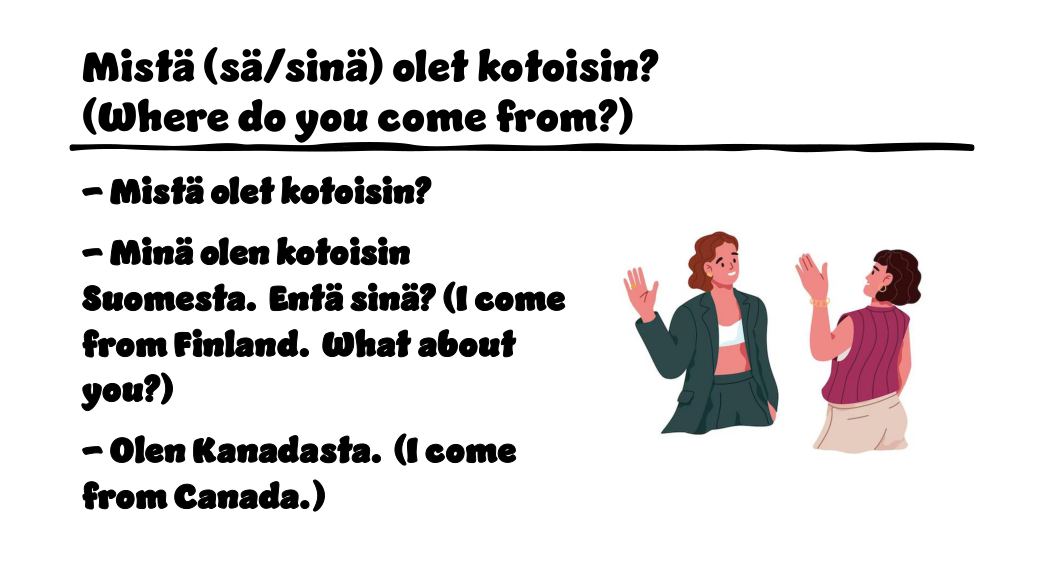 Mistä (sä/sinä) olet kotoisin?
(Where do you come from?)
– Mistä olet kotoisin?
– Minä olen kotoisin
Suomesta. Entä sinä? (I come
from Finland. What about
you?)
– Olen Kanadasta. (I come
from Canada.)